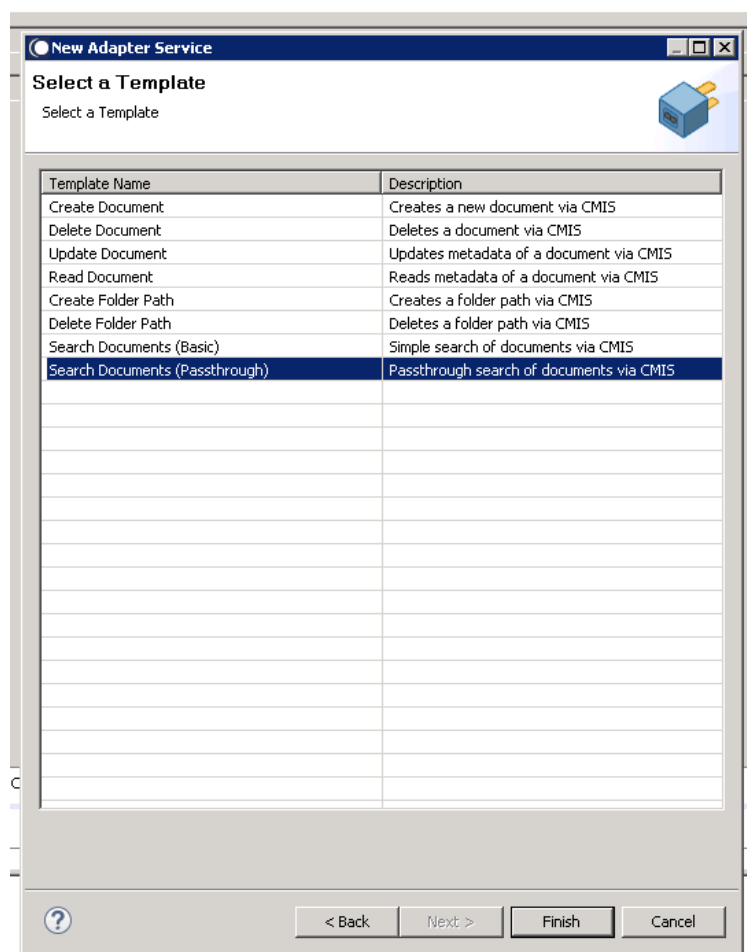 New Adapter Service
Select a Template
Select a Template
Template Name Description
Create Document Creates a new document via CMIS
Delete Document Deletes a document via CMIS
Update Document Updates metadata of a document via CMIS
Read Document Reads metadata of a document via CMIS
Create Folder Path Creates a folder path via CMIS
Delete Folder Path Deletes a folder path via CMIS
Search Documents (Basic) Simple search of documents via CMIS
Search Documents (Passthrough) Passthrough search of documents via CMIS
C
? < Back Next > Finish Cancel